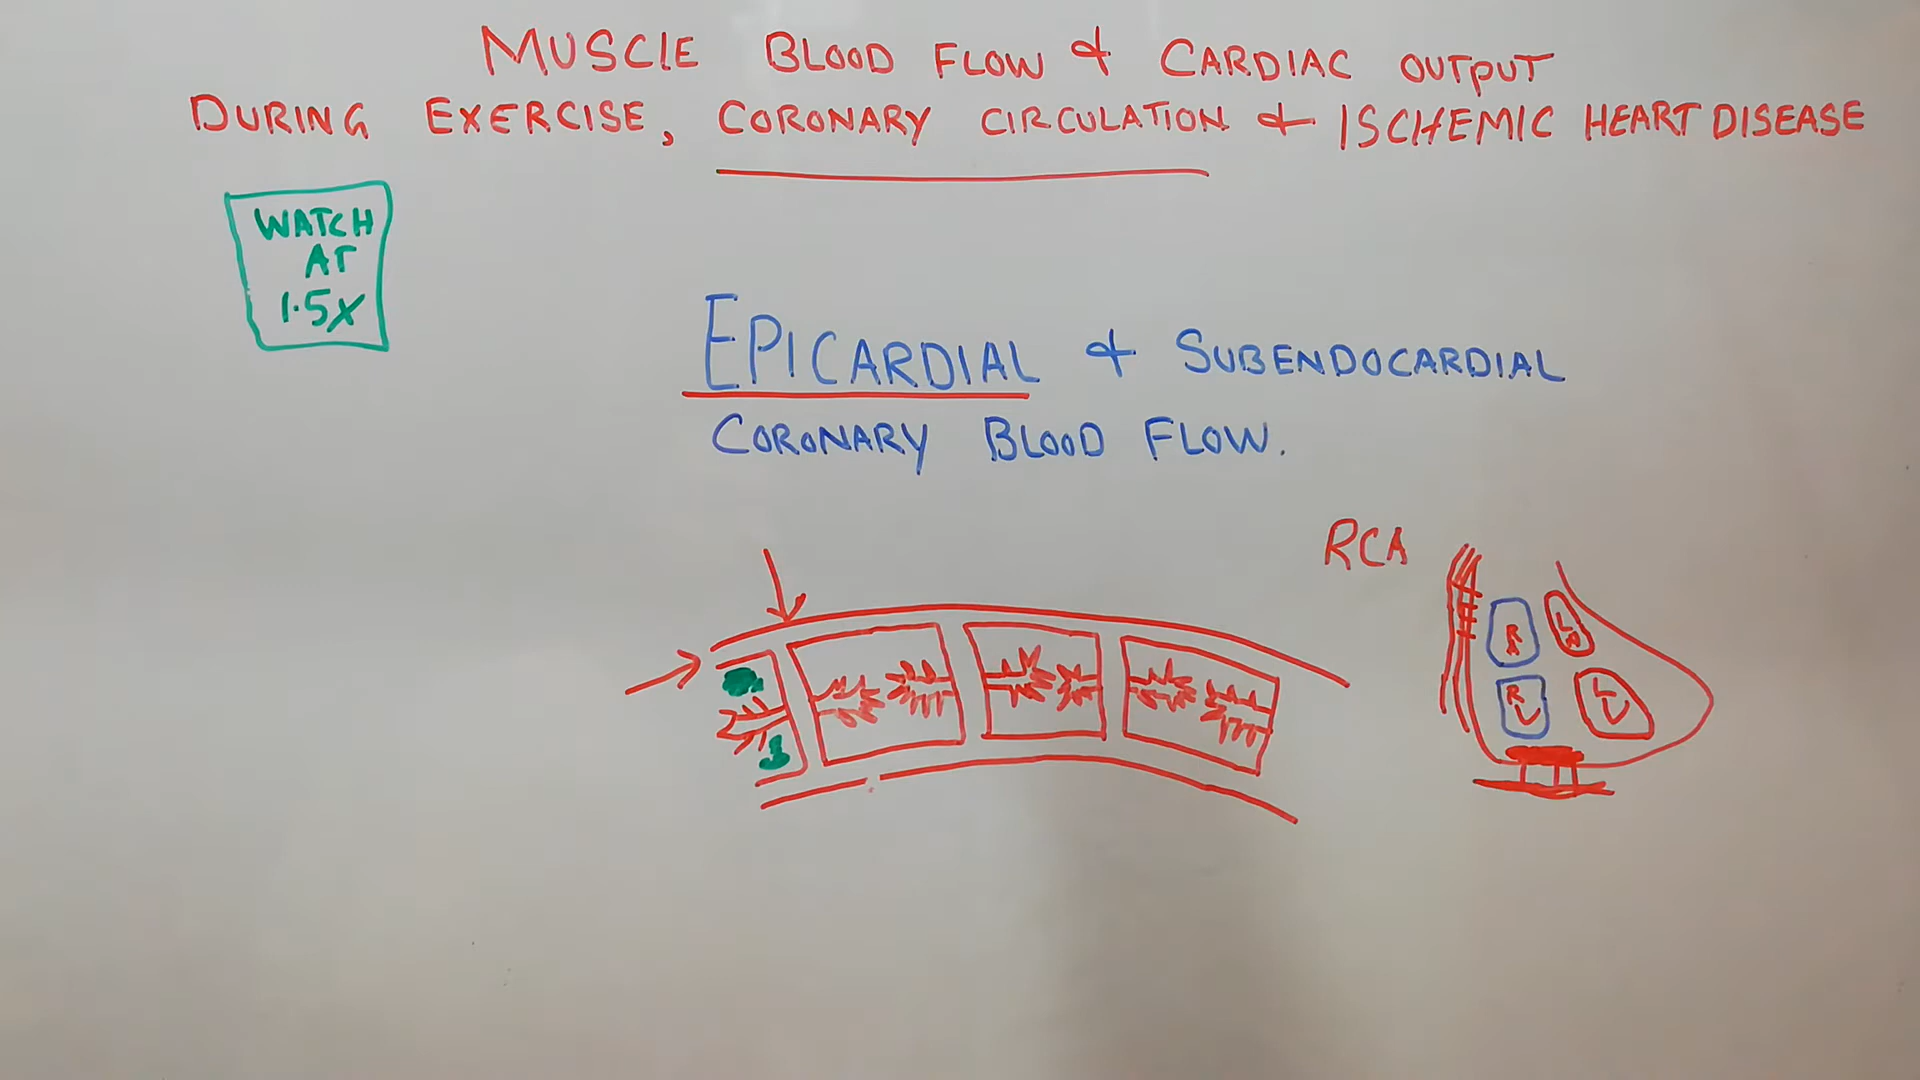 MUSCLE BLOOD FLOW & CARDIAC OUTPUT
DURING EXERCISE, CORONARY CIRCULATION & ISCHEMIC HEART DISEASE
WATCH
AT
1.5X
EPICARDIAL & SUBENDOCARDIAL
CORONARY BLOOD FLOW.
RCA
RA
LA
RV
LV